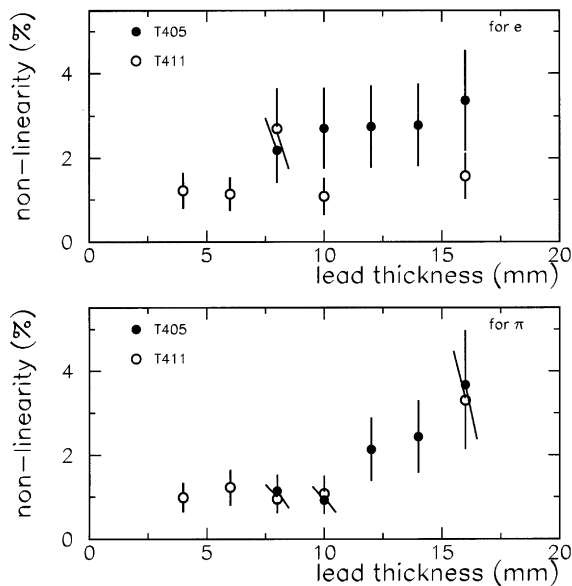 non-linearity (%)
4
2
0
T405
T411
for e
0
5
10
15
20
lead thickness (mm)
non-linearity (%)
4
2
0
T405
T411
for π
0
5
10
15
20
lead thickness (mm)